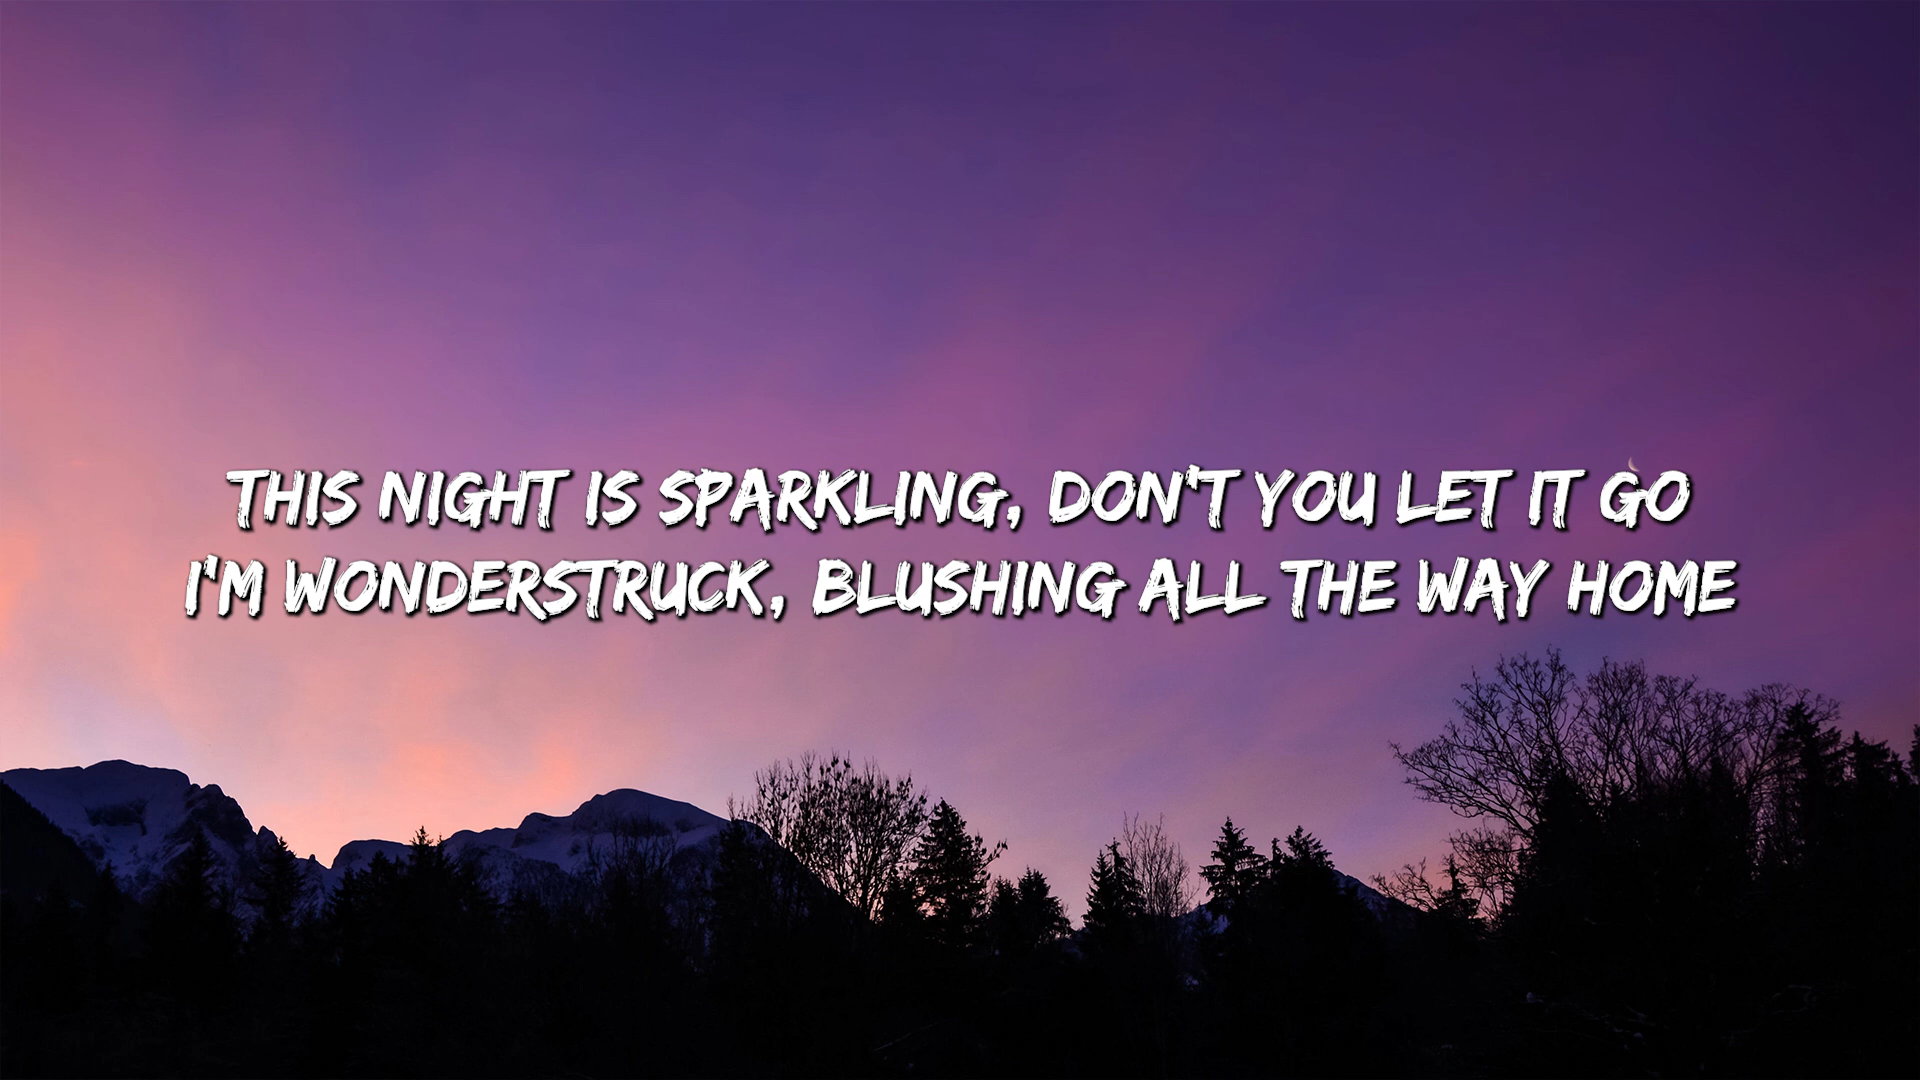 THIS NIGHT IS SPARKLING, DON'T YOU LET IT GO
I'M WONDERSTRUCK, BLUSHING ALL THE WAY HOME